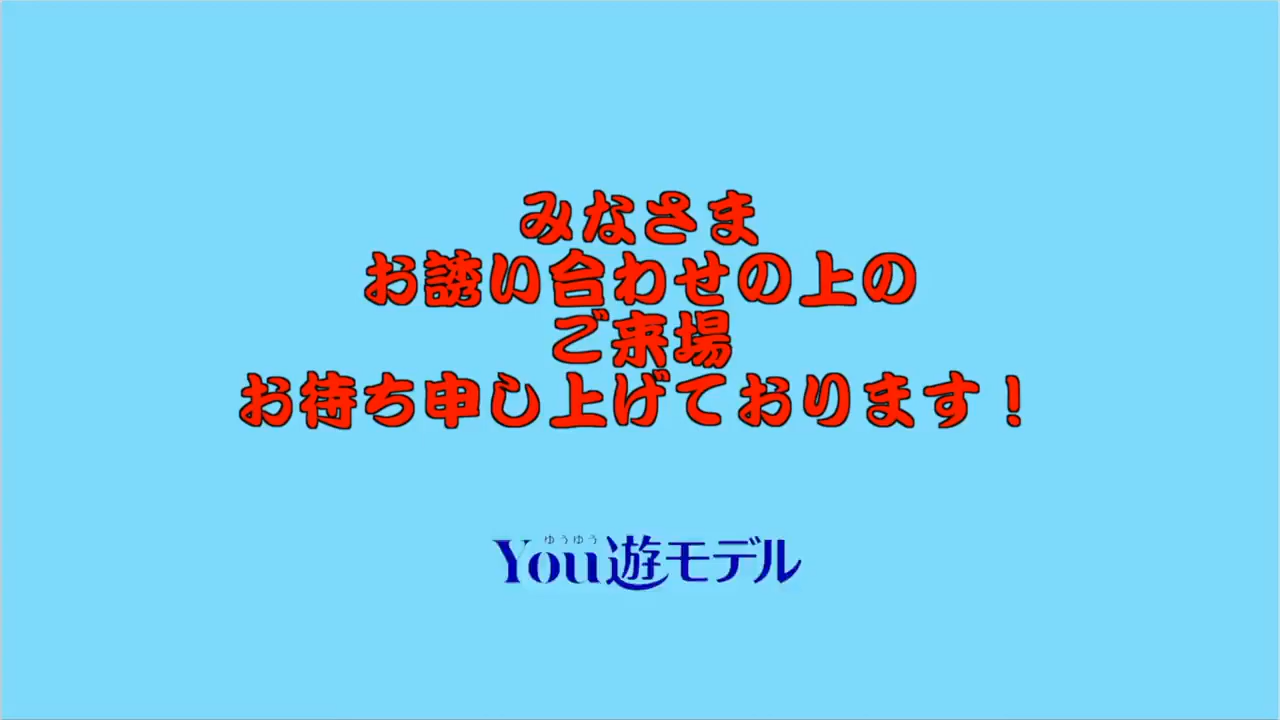 みなさま
お誘い合わせの上の
ご来場
お待ち申し上げております！
ゆうゆう
You遊モデル